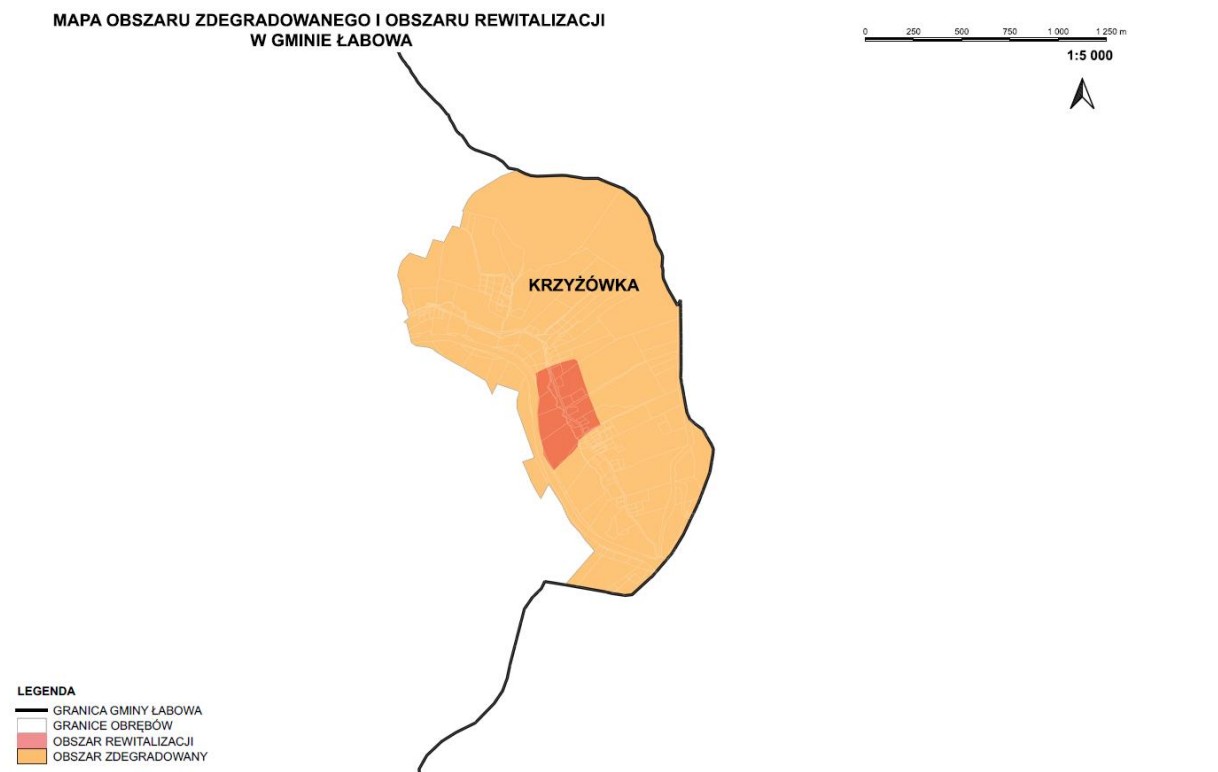 MAPA OBSZARU ZDEGRADOWANEGO I OBSZARU REWITALIZACJI
W GMINIE ŁABOWA
0 250 500 750 1 000 1 250 m
1:5 000
KRZYŻÓWKA
LEGENDA
GRANICA GMINY ŁABOWA
GRANICE OBRĘBÓW
OBSZAR REWITALIZACJI
OBSZAR ZDEGRADOWANY